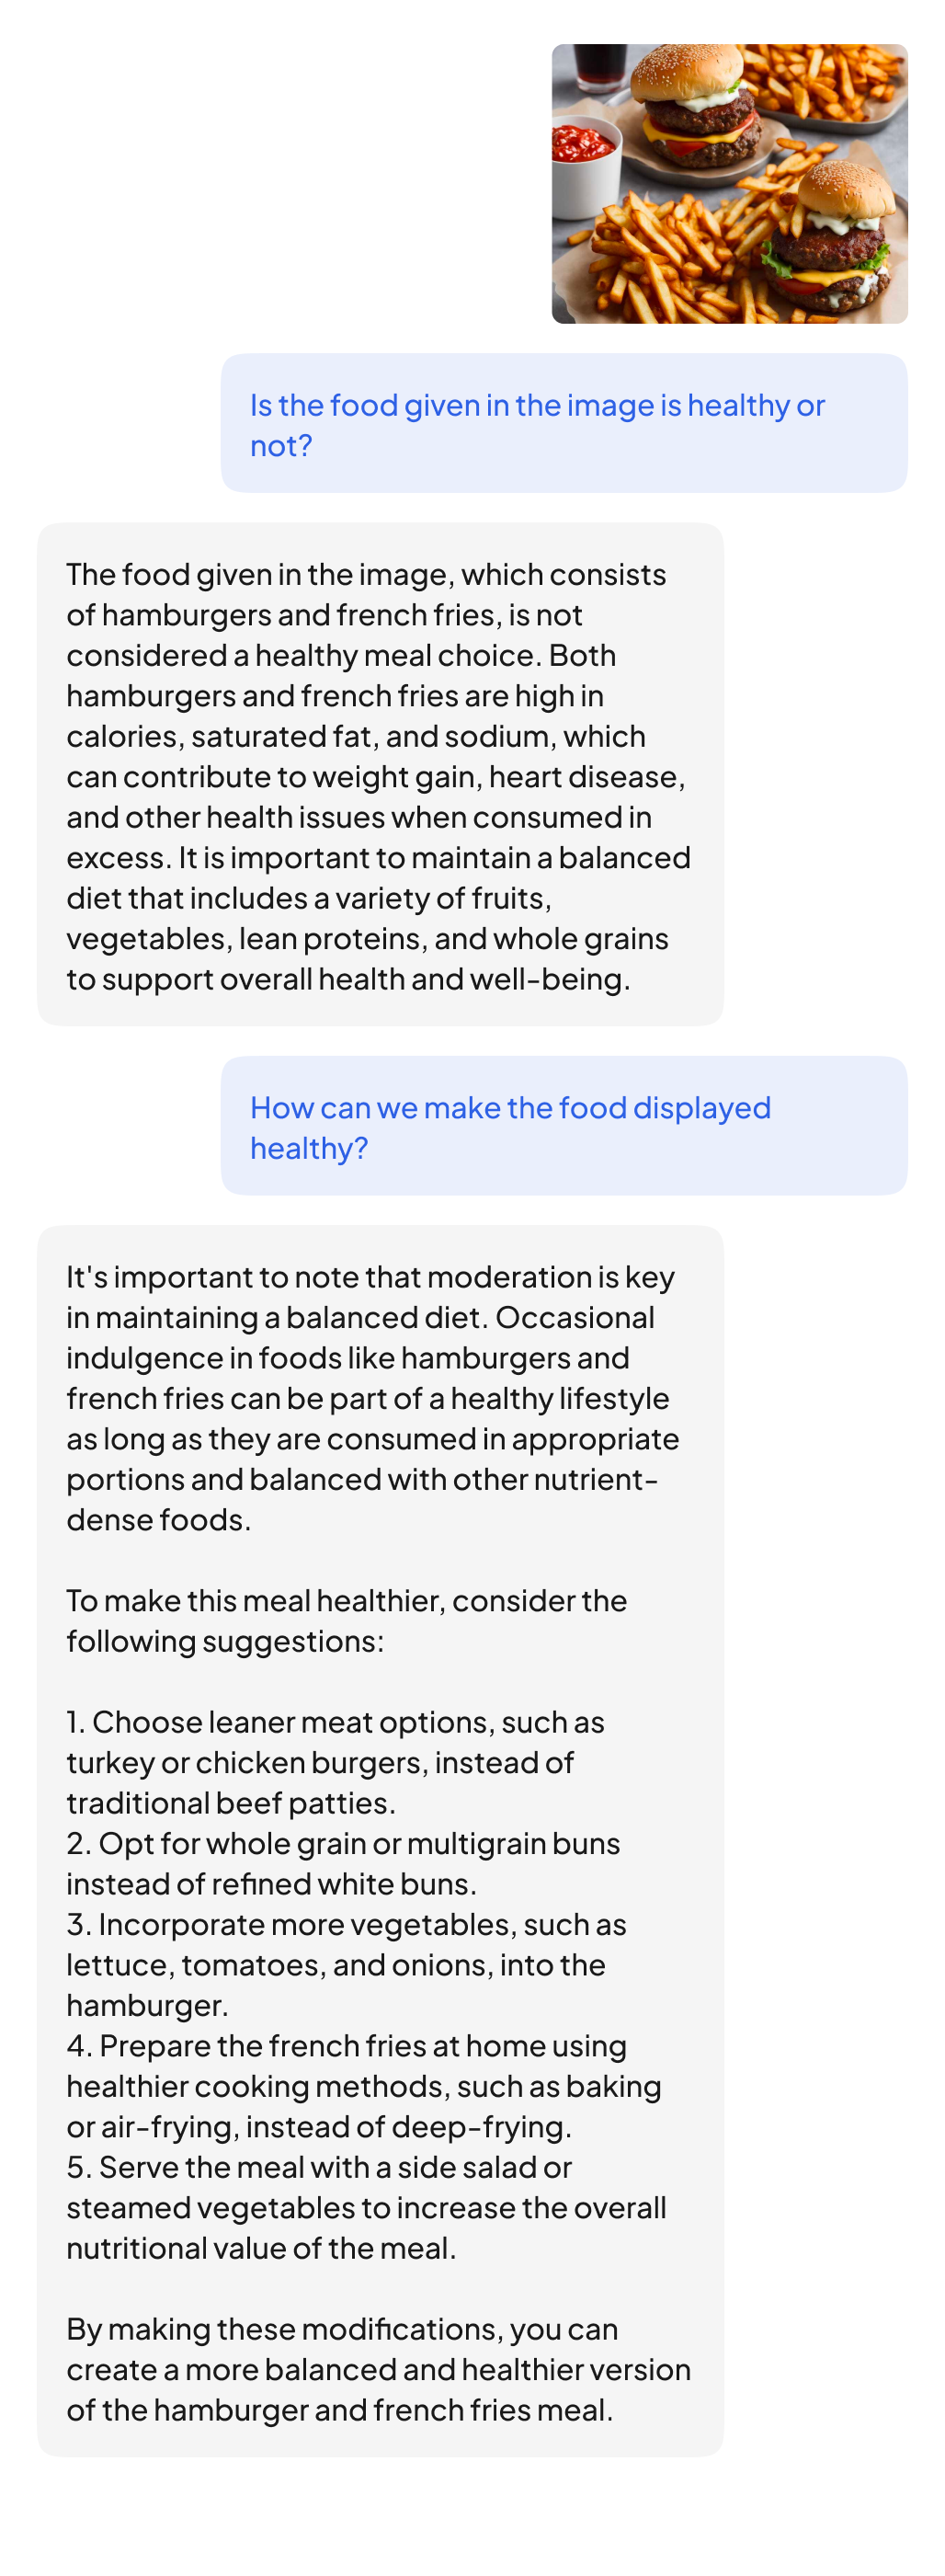 Is the food given in the image is healthy or
not?
The food given in the image, which consists
of hamburgers and french fries, is not
considered a healthy meal choice. Both
hamburgers and french fries are high in
calories, saturated fat, and sodium, which
can contribute to weight gain, heart disease,
and other health issues when consumed in
excess. It is important to maintain a balanced
diet that includes a variety of fruits,
vegetables, lean proteins, and whole grains
to support overall health and well-being.
How can we make the food displayed
healthy?
It's important to note that moderation is key
in maintaining a balanced diet. Occasional
indulgence in foods like hamburgers and
french fries can be part of a healthy lifestyle
as long as they are consumed in appropriate
portions and balanced with other nutrient-
dense foods.
To make this meal healthier, consider the
following suggestions:
1. Choose leaner meat options, such as
turkey or chicken burgers, instead of
traditional beef patties.
2. Opt for whole grain or multigrain buns
instead of refined white buns.
3. Incorporate more vegetables, such as
lettuce, tomatoes, and onions, into the
hamburger.
4. Prepare the french fries at home using
healthier cooking methods, such as baking
or air-frying, instead of deep-frying.
5. Serve the meal with a side salad or
steamed vegetables to increase the overall
nutritional value of the meal.
By making these modifications, you can
create a more balanced and healthier version
of the hamburger and french fries meal.